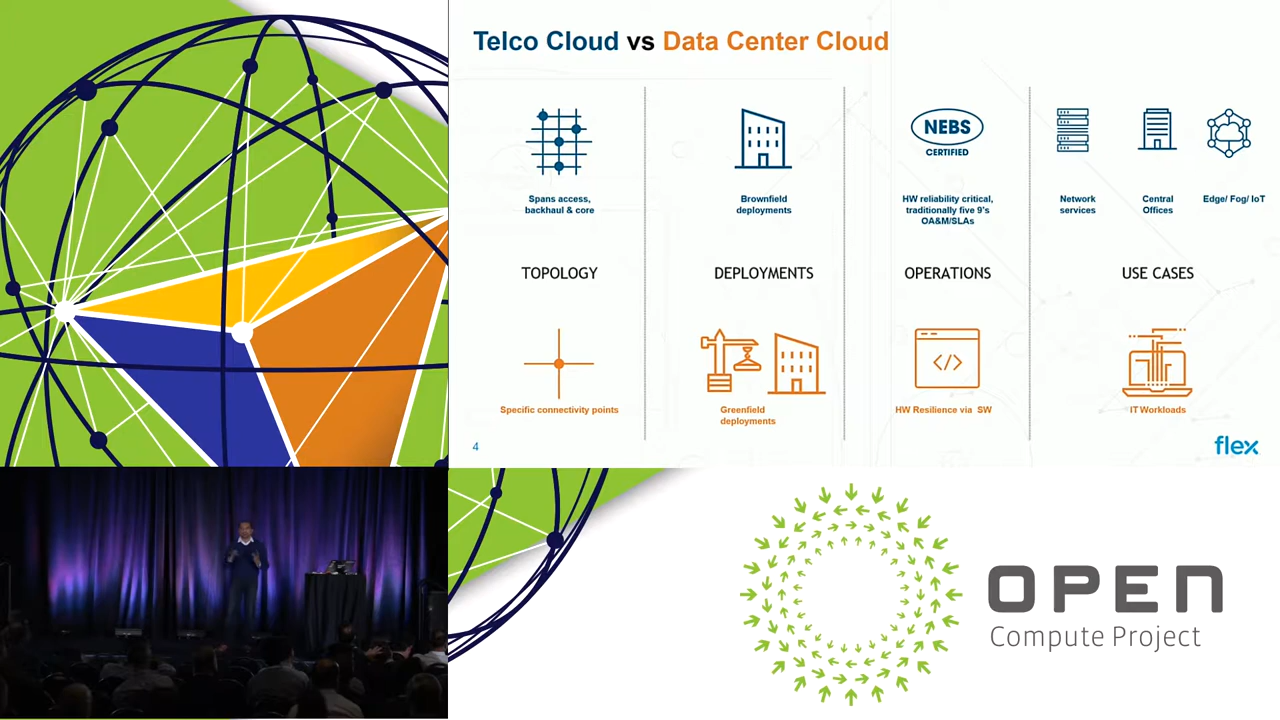 Telco Cloud vs Data Center Cloud
NEBS
CERTIFIED
Spans access,
backhaul & core
Brownfield
deployments
HW reliability critical,
traditionally five 9's
OA&M/SLAs
Network
services
Central
Offices
Edge/ Fog/ IoT
TOPOLOGY
DEPLOYMENTS
OPERATIONS
USE CASES
</>
Specific connectivity points
Greenfield
deployments
HW Resilience via SW
IT Workloads
4
flex
OPEN
Compute Project